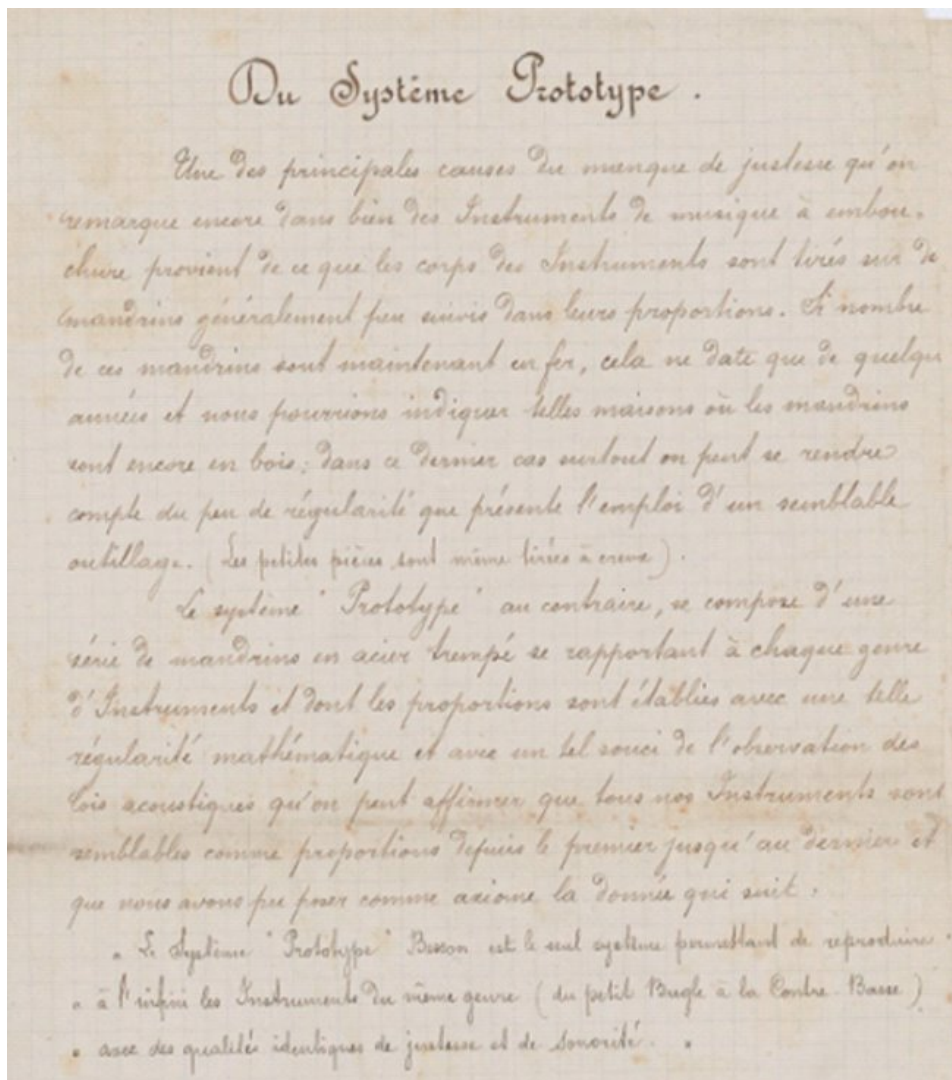 Du Système Prototype.
Une des principales causes du manque de justesse qu'on
remarque encore dans bien des Instruments de musique à embou-
chure provient de ce que les corps des Instruments sont tirés sur de
mandrins généralement peu suivis dans leurs proportions. Si nombre
de ces mandrins sont maintenant en fer, cela ne date que de quelqu
années et nous pourrions indiquer telles maisons où les mandrins
sont encore en bois; dans ce dernier cas surtout on peut se rendre
compte du peu de régularité que présente l'emploi d'un semblable
outillage. (Les petites pièces sont même tirées à creux).
Le système "Prototype" au contraire, se compose d'une
série de mandrins en acier trempé se rapportant à chaque genre
d'Instruments et dont les proportions sont établies avec une telle
régularité mathématique et avec un tel souci de l'observation des
lois acoustiques qu'on peut affirmer que tous nos Instruments sont
semblables comme proportions depuis le premier jusqu'au dernier et
que nous avons pu poser comme axiome la donnée qui suit:
" Le Système "Prototype" Besson est le seul système permettant de reproduire "
" à l'infini les Instruments du même genre (du petit Bugle à la Contre-Basse)
" avec des qualités identiques de justesse et de sonorité. "